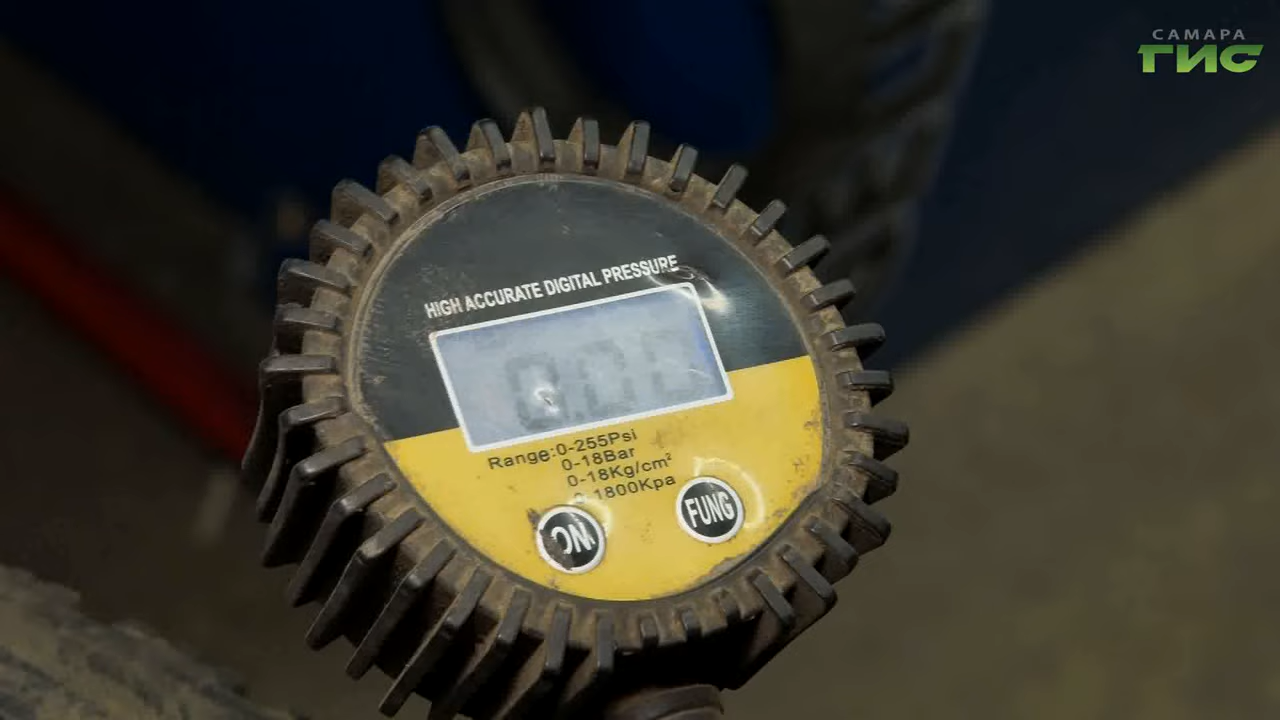 САМАРА
ГИС
HIGH ACCURATE DIGITAL PRESSURE
Range:0-255Psi
0-18Bar
0-18Kg/cm²
1800Kpa
ON
FUNG